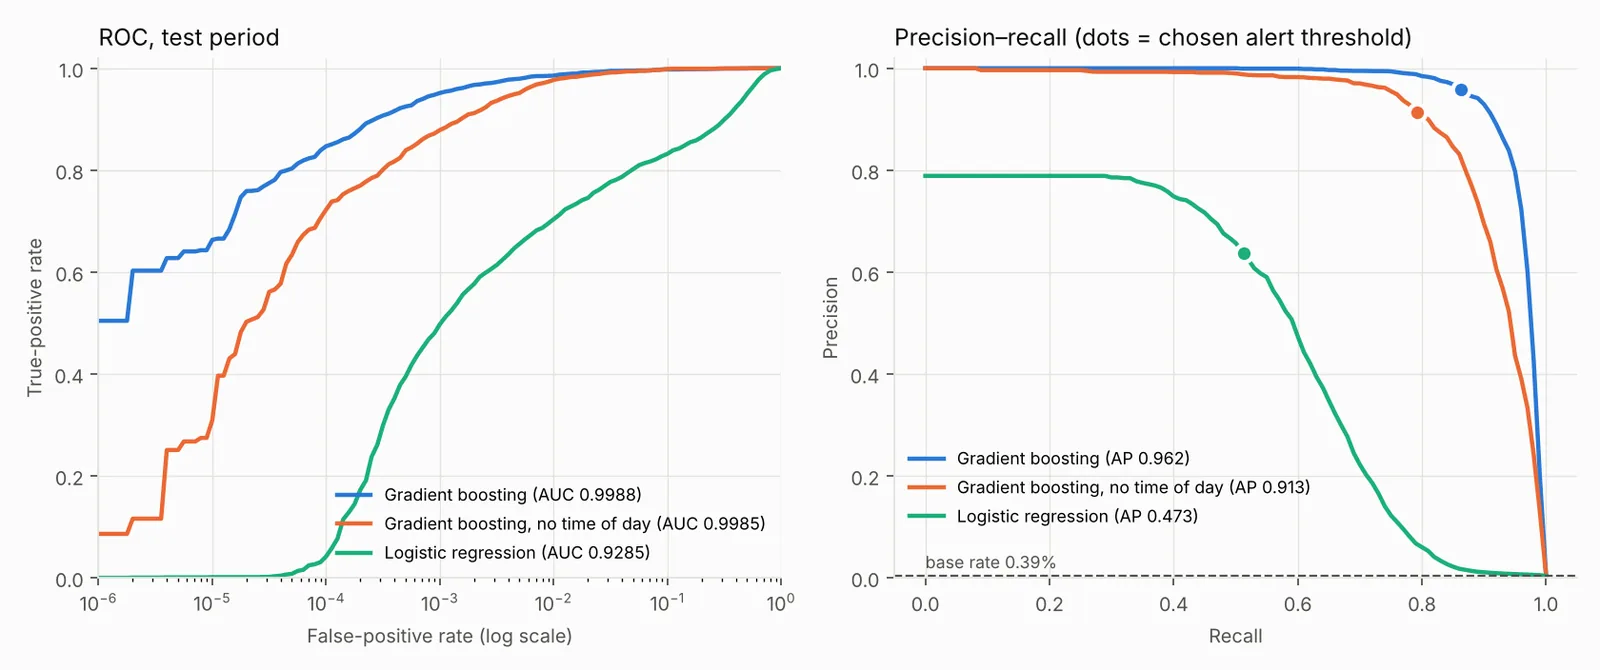 ROC, test period
True-positive rate
1.0
0.8
0.6
0.4
0.2
0.0
Gradient boosting (AUC 0.9988)
Gradient boosting, no time of day (AUC 0.9985)
Logistic regression (AUC 0.9285)
10⁻⁶ 10⁻⁵ 10⁻⁴ 10⁻³ 10⁻² 10⁻¹ 10⁰
False-positive rate (log scale)
Precision–recall (dots = chosen alert threshold)
Precision
1.0
0.8
0.6
0.4
0.2
0.0
Gradient boosting (AP 0.962)
Gradient boosting, no time of day (AP 0.913)
Logistic regression (AP 0.473)
base rate 0.39%
0.0 0.2 0.4 0.6 0.8 1.0
Recall